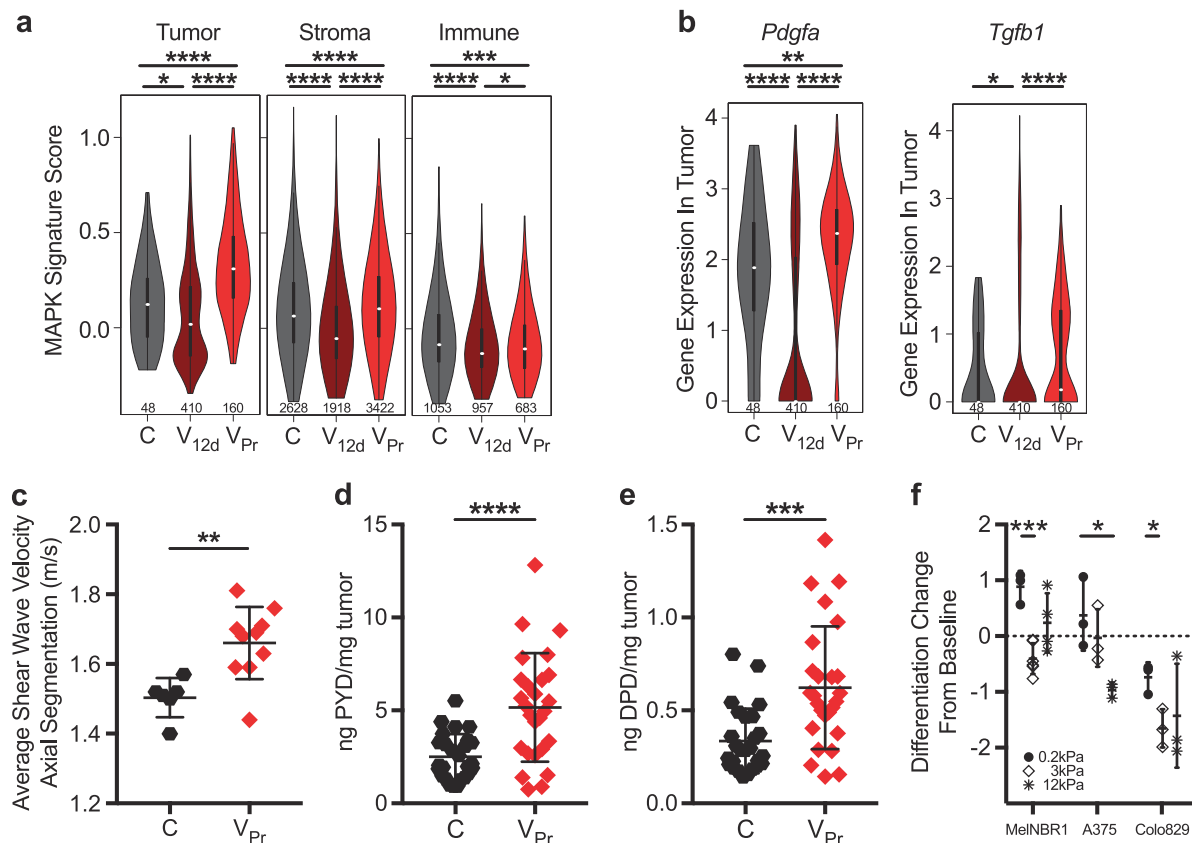 a
Tumor Stroma Immune
**** **** ***
* **** **** **** **** *
MAPK Signature Score
1.0
0.5
0.0
48 410 160 2628 1918 3422 1053 957 683
C V12d VPr C V12d VPr C V12d VPr
b
Pdgfa Tgfb1
**
**** **** * ****
Gene Expression In Tumor
4
3
2
1
0
48 410 160
C V12d VPr
Gene Expression In Tumor
4
3
2
1
0
48 410 160
C V12d VPr
c
Average Shear Wave Velocity
Axial Segmentation (m/s)
**
2.0
1.8
1.6
1.4
1.2
C VPr
d
ng PYD/mg tumor
****
15
10
5
0
C VPr
e
ng DPD/mg tumor
***
1.5
1.0
0.5
0.0
C VPr
f
Differentiation Change
From Baseline
*** * *
2
1
0
-1
-2
0.2kPa
3kPa
12kPa
MelNBR1 A375 Colo829